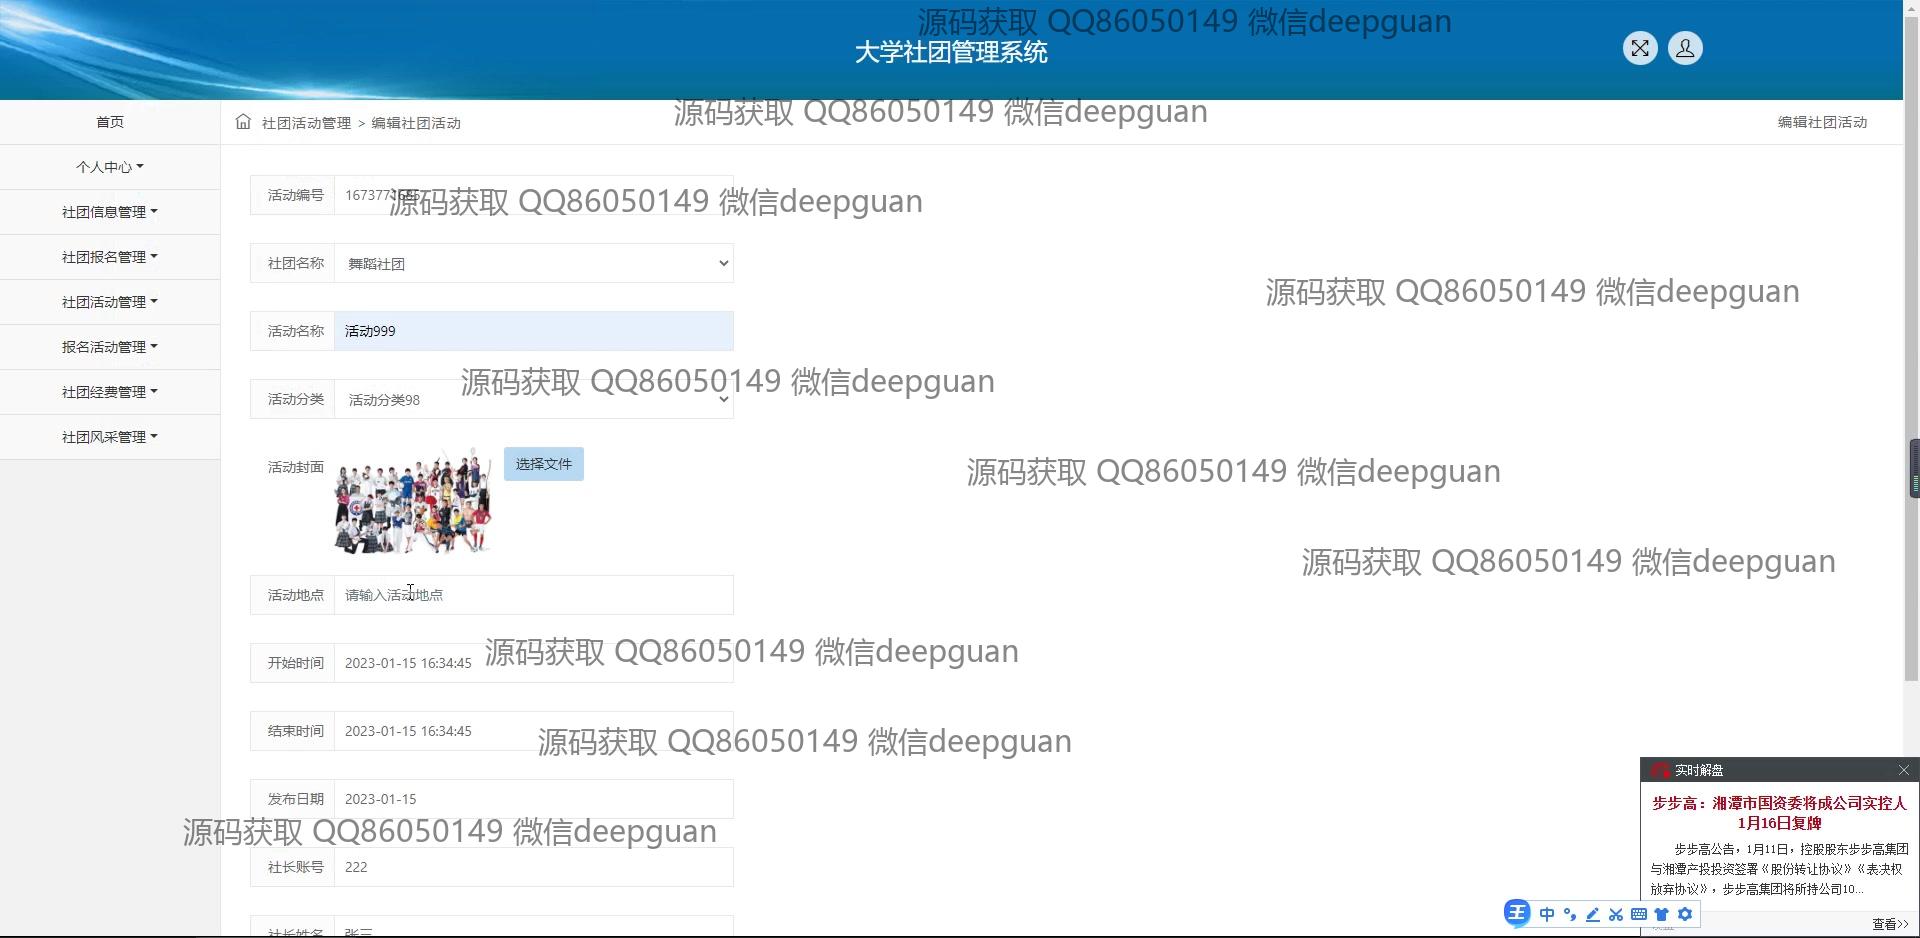 源码获取 QQ86050149 微信deepguan
大学社团管理系统
首页
个人中心
社团信息管理
社团报名管理
社团活动管理
报名活动管理
社团经费管理
社团风采管理
社团活动管理 > 编辑社团活动
源码获取 QQ86050149 微信deepguan
编辑社团活动
活动编号
源码获取 QQ86050149 微信deepguan
社团名称 舞蹈社团
源码获取 QQ86050149 微信deepguan
活动名称 活动999
源码获取 QQ86050149 微信deepguan
活动分类 活动分类98
活动封面 选择文件
源码获取 QQ86050149 微信deepguan
源码获取 QQ86050149 微信deepguan
活动地点 请输入活动地点
开始时间 2023-01-15 16:34:45
源码获取 QQ86050149 微信deepguan
结束时间 2023-01-15 16:34:45
源码获取 QQ86050149 微信deepguan
发布日期 2023-01-15
源码获取 QQ86050149 微信deepguan
社长账号 222
社长姓名 张三
实时解盘
步步高：湘潭市国资委将成公司实控人
1月16日复牌
步步高公告，1月11日，控股股东步步高集团
与湘潭产投投资签署《股份转让协议》《表决权
放弃协议》，步步高集团将所持公司10...
王 中
查看>>